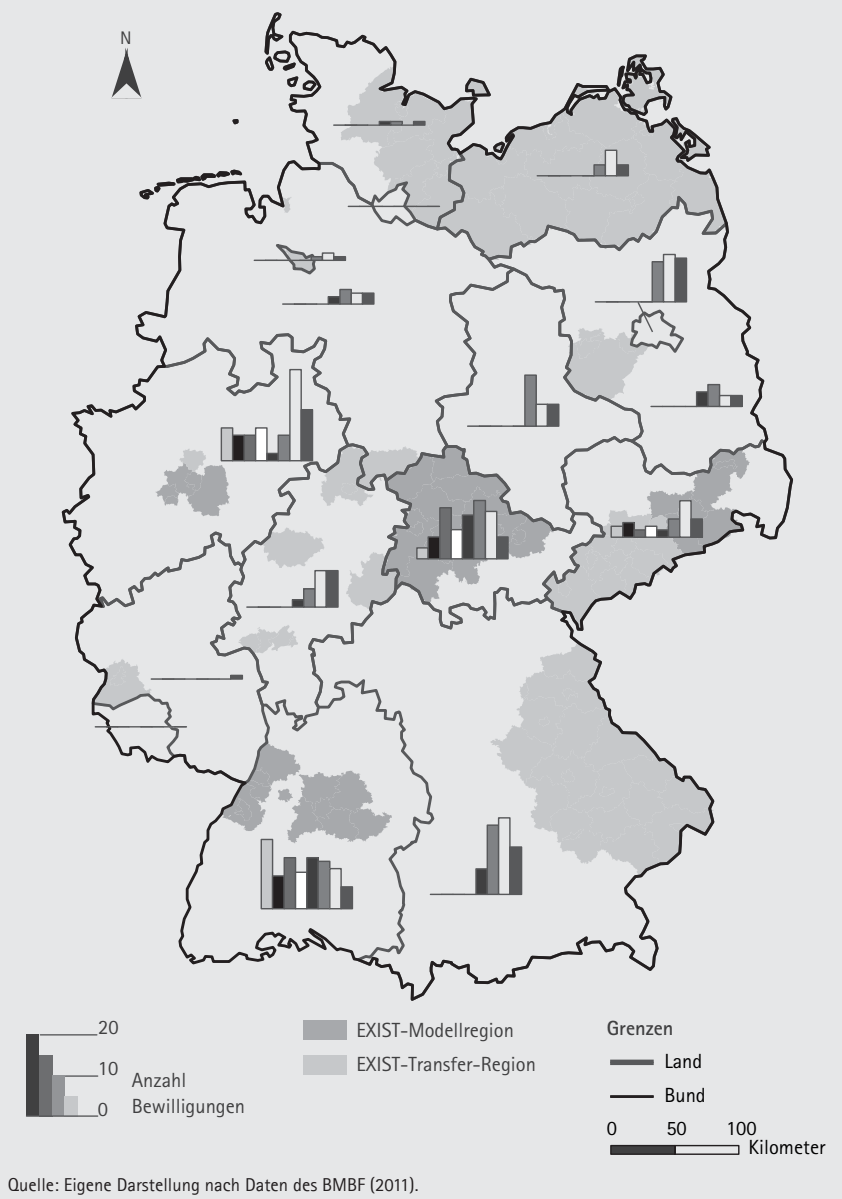 N
20
10
0
Anzahl
Bewilligungen
EXIST-Modellregion
EXIST-Transfer-Region
Grenzen
Land
Bund
0 50 100
Kilometer
Quelle: Eigene Darstellung nach Daten des BMBF (2011).